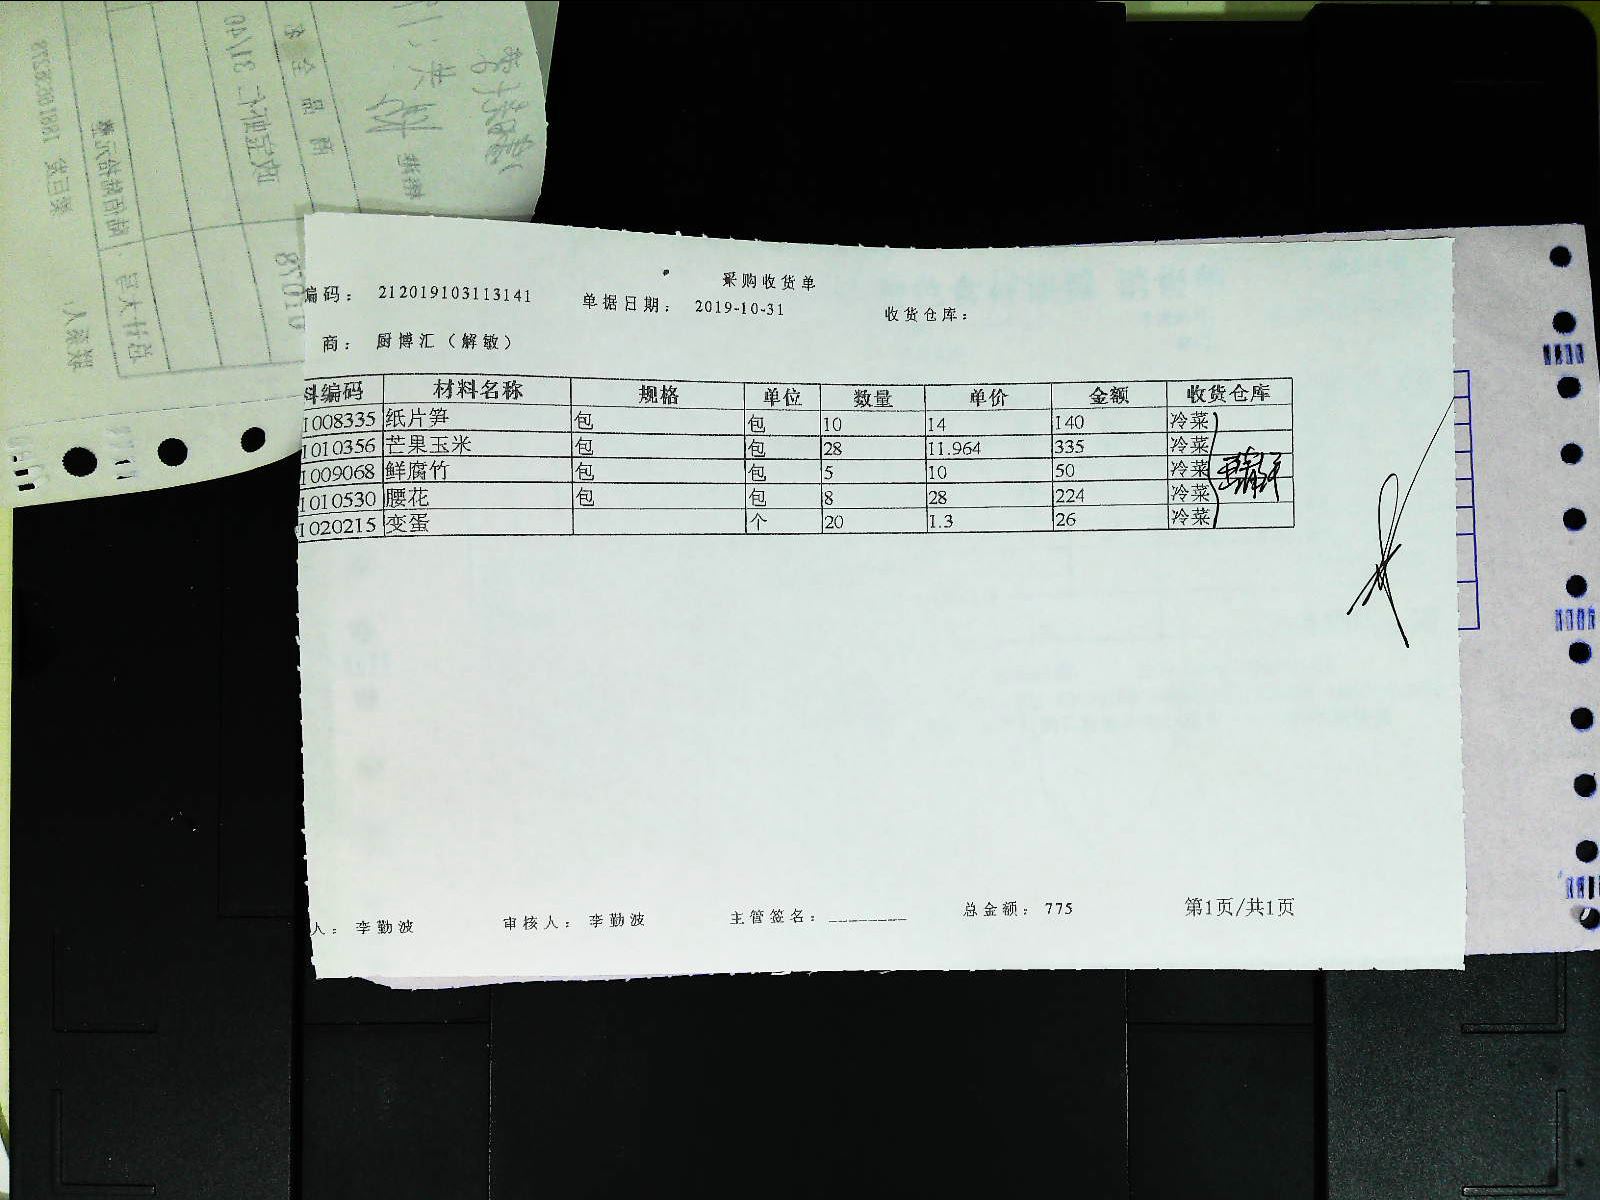 采购收货单
编码： 212019103113141 单据日期： 2019-10-31 收货仓库：
商： 厨博汇（解敏）
料编码 材料名称 规格 单位 数量 单价 金额 收货仓库
1008335 纸片笋 包 包 10 14 140 冷菜
1010356 芒果玉米 包 包 28 11.964 335 冷菜
1009068 鲜腐竹 包 包 5 10 50 冷菜
1010530 腰花 包 包 8 28 224 冷菜
1020215 变蛋 个 20 1.3 26 冷菜
人： 李勤波 审核人： 李勤波 主管签名：________ 总金额： 775 第1页/共1页